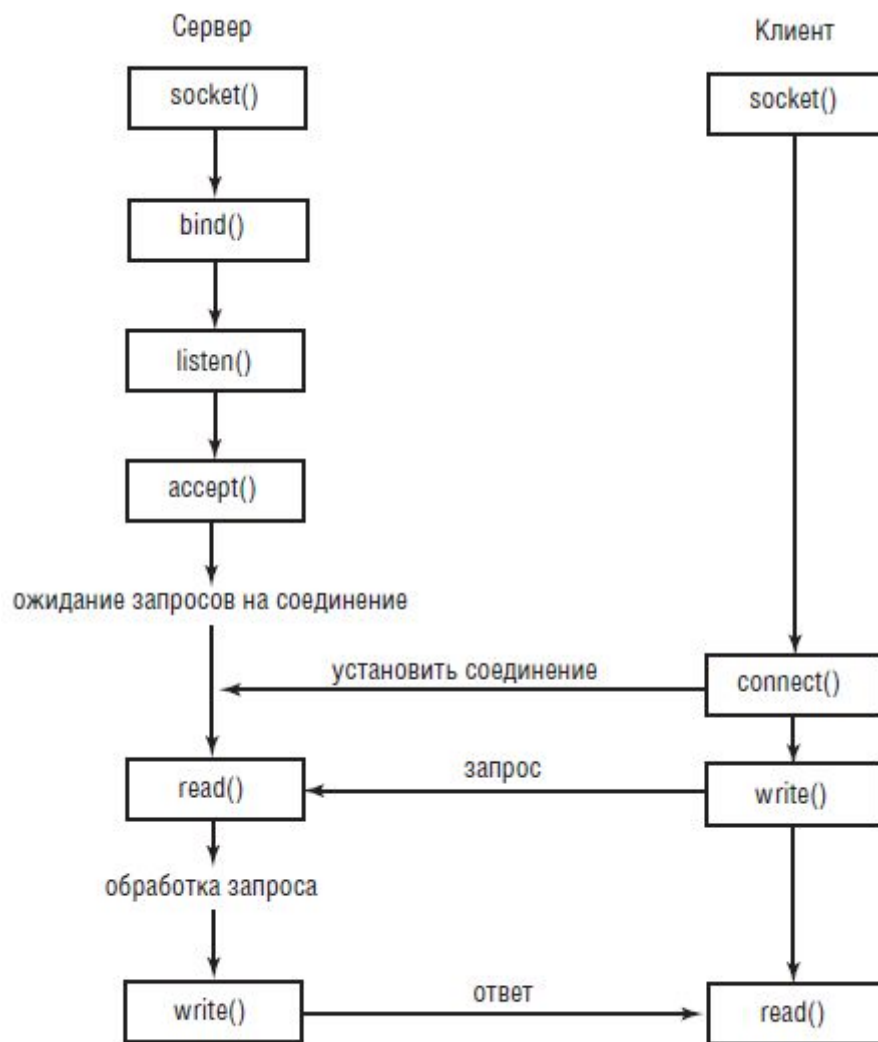 Сервер
Клиент
socket()
socket()
bind()
listen()
accept()
ожидание запросов на соединение
установить соединение
connect()
read()
запрос
write()
обработка запроса
write()
ответ
read()